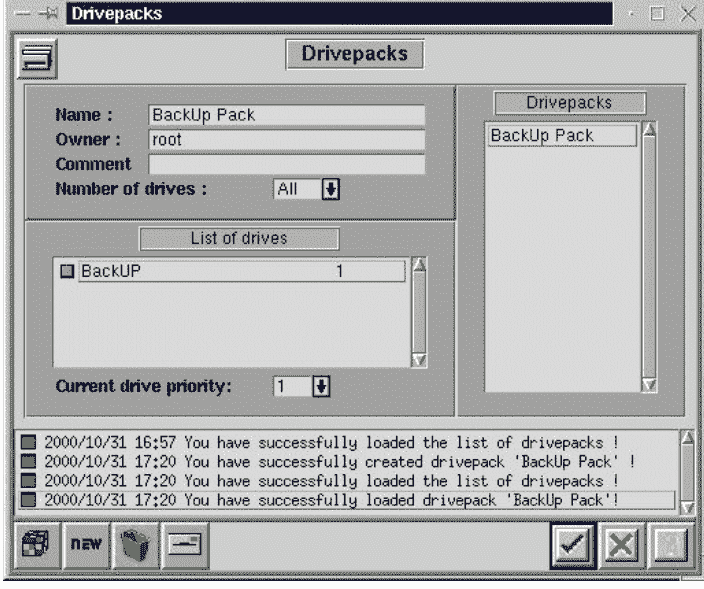 Drivepacks
Drivepacks
Name : BackUp Pack
Owner : root
Comment
Number of drives : All
Drivepacks
BackUp Pack
List of drives
BackUP 1
Current drive priority: 1
2000/10/31 16:57 You have successfully loaded the list of drivepacks !
2000/10/31 17:20 You have successfully created drivepack 'BackUp Pack' !
2000/10/31 17:20 You have successfully loaded the list of drivepacks !
2000/10/31 17:20 You have successfully loaded drivepack 'BackUp Pack'!
NEW